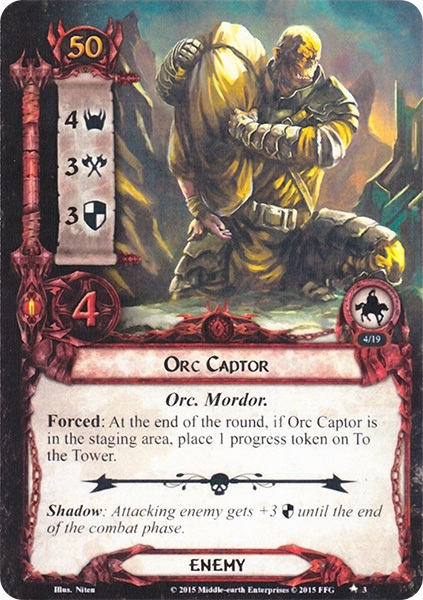 50
4
3
3
4
4/19
Orc Captor
Orc. Mordor.
Forced: At the end of the round, if Orc Captor is
in the staging area, place 1 progress token on To
the Tower.
Shadow: Attacking enemy gets +3 until the end
of the combat phase.
ENEMY
Illus. Niten © 2015 Middle-earth Enterprises © 2015 FFG 3